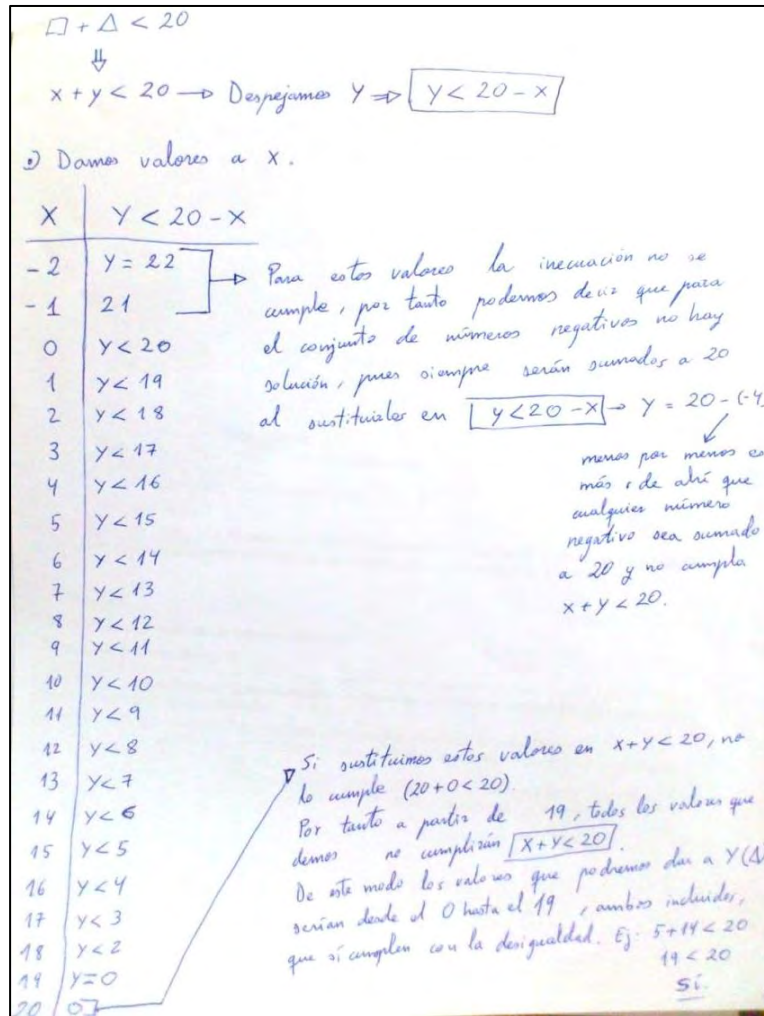 □ + Δ < 20
⇓
x + y < 20 → Despejamos y ⇒ y < 20 - x
•) Damos valores a x.
X Y < 20 - X
-2 Y = 22
-1 21
0 Y < 20
1 Y < 19
2 Y < 18
3 Y < 17
4 Y < 16
5 Y < 15
6 Y < 14
7 Y < 13
8 Y < 12
9 Y < 11
10 Y < 10
11 Y < 9
12 Y < 8
13 Y < 7
14 Y < 6
15 Y < 5
16 Y < 4
17 Y < 3
18 Y < 2
19 Y = 0
20 0
Para estos valores la inecuación no se
cumple, por tanto podemos decir que para
el conjunto de números negativos no hay
solución, pues siempre serán sumados a 20
al sustituirlos en y < 20 - x → Y = 20 - (-4)
menos por menos es
más, de ahí que
cualquier número
negativo sea sumado
a 20 y no cumpla
x + y < 20.
Si sustituimos estos valores en x + y < 20, no
lo cumple (20 + 0 < 20).
Por tanto a partir de 19, todos los valores que
demos no cumplirán x + y < 20.
De este modo los valores que podremos dar a Y (Δ)
serían desde el 0 hasta el 19, ambos incluidos,
que sí cumplen con la desigualdad. Ej: 5 + 14 < 20
19 < 20
Sí.